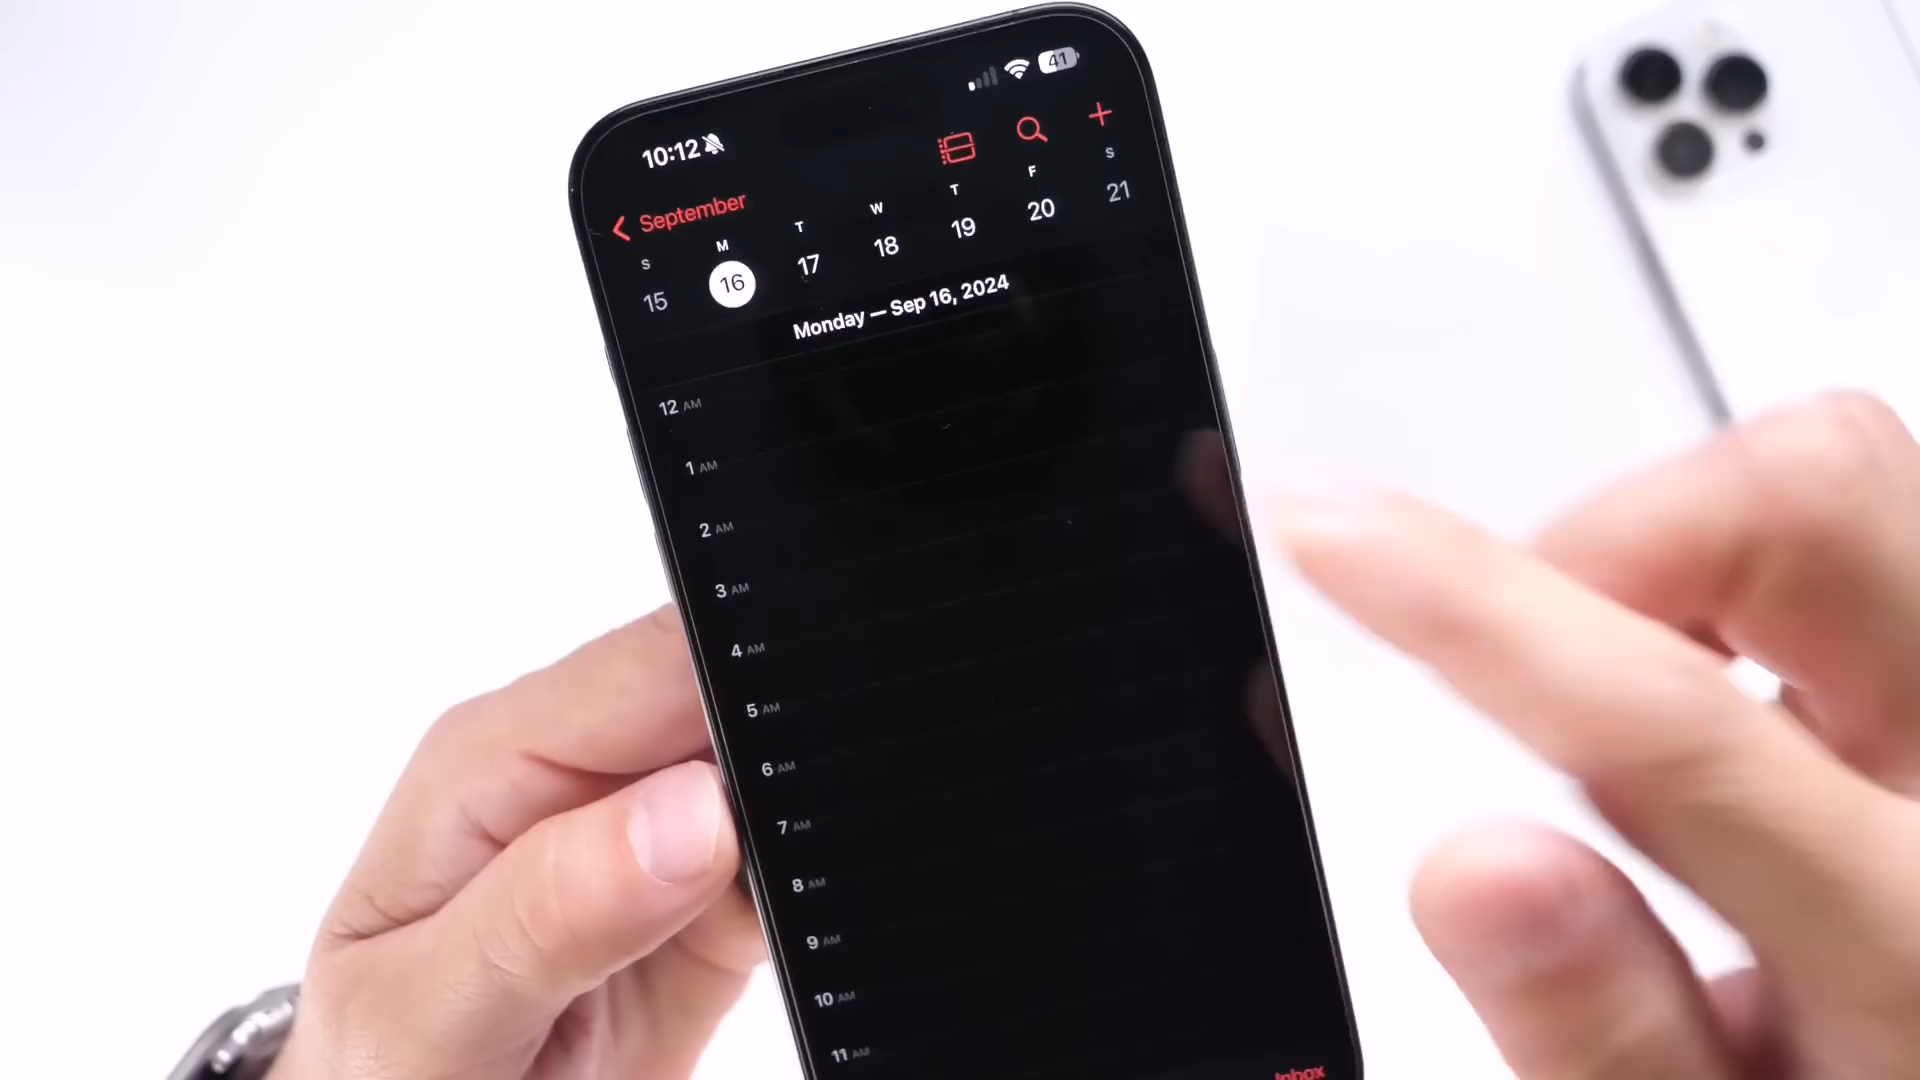 10:12
41
September
S M T W T F S
15 16 17 18 19 20 21
Monday — Sep 16, 2024
12 AM
1 AM
2 AM
3 AM
4 AM
5 AM
6 AM
7 AM
8 AM
9 AM
10 AM
11 AM
Inbox